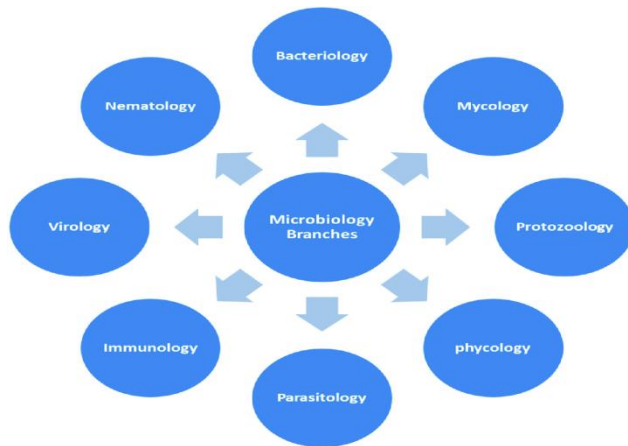 Bacteriology
Nematology
Mycology
Virology
Microbiology
Branches
Protozoology
Immunology
phycology
Parasitology